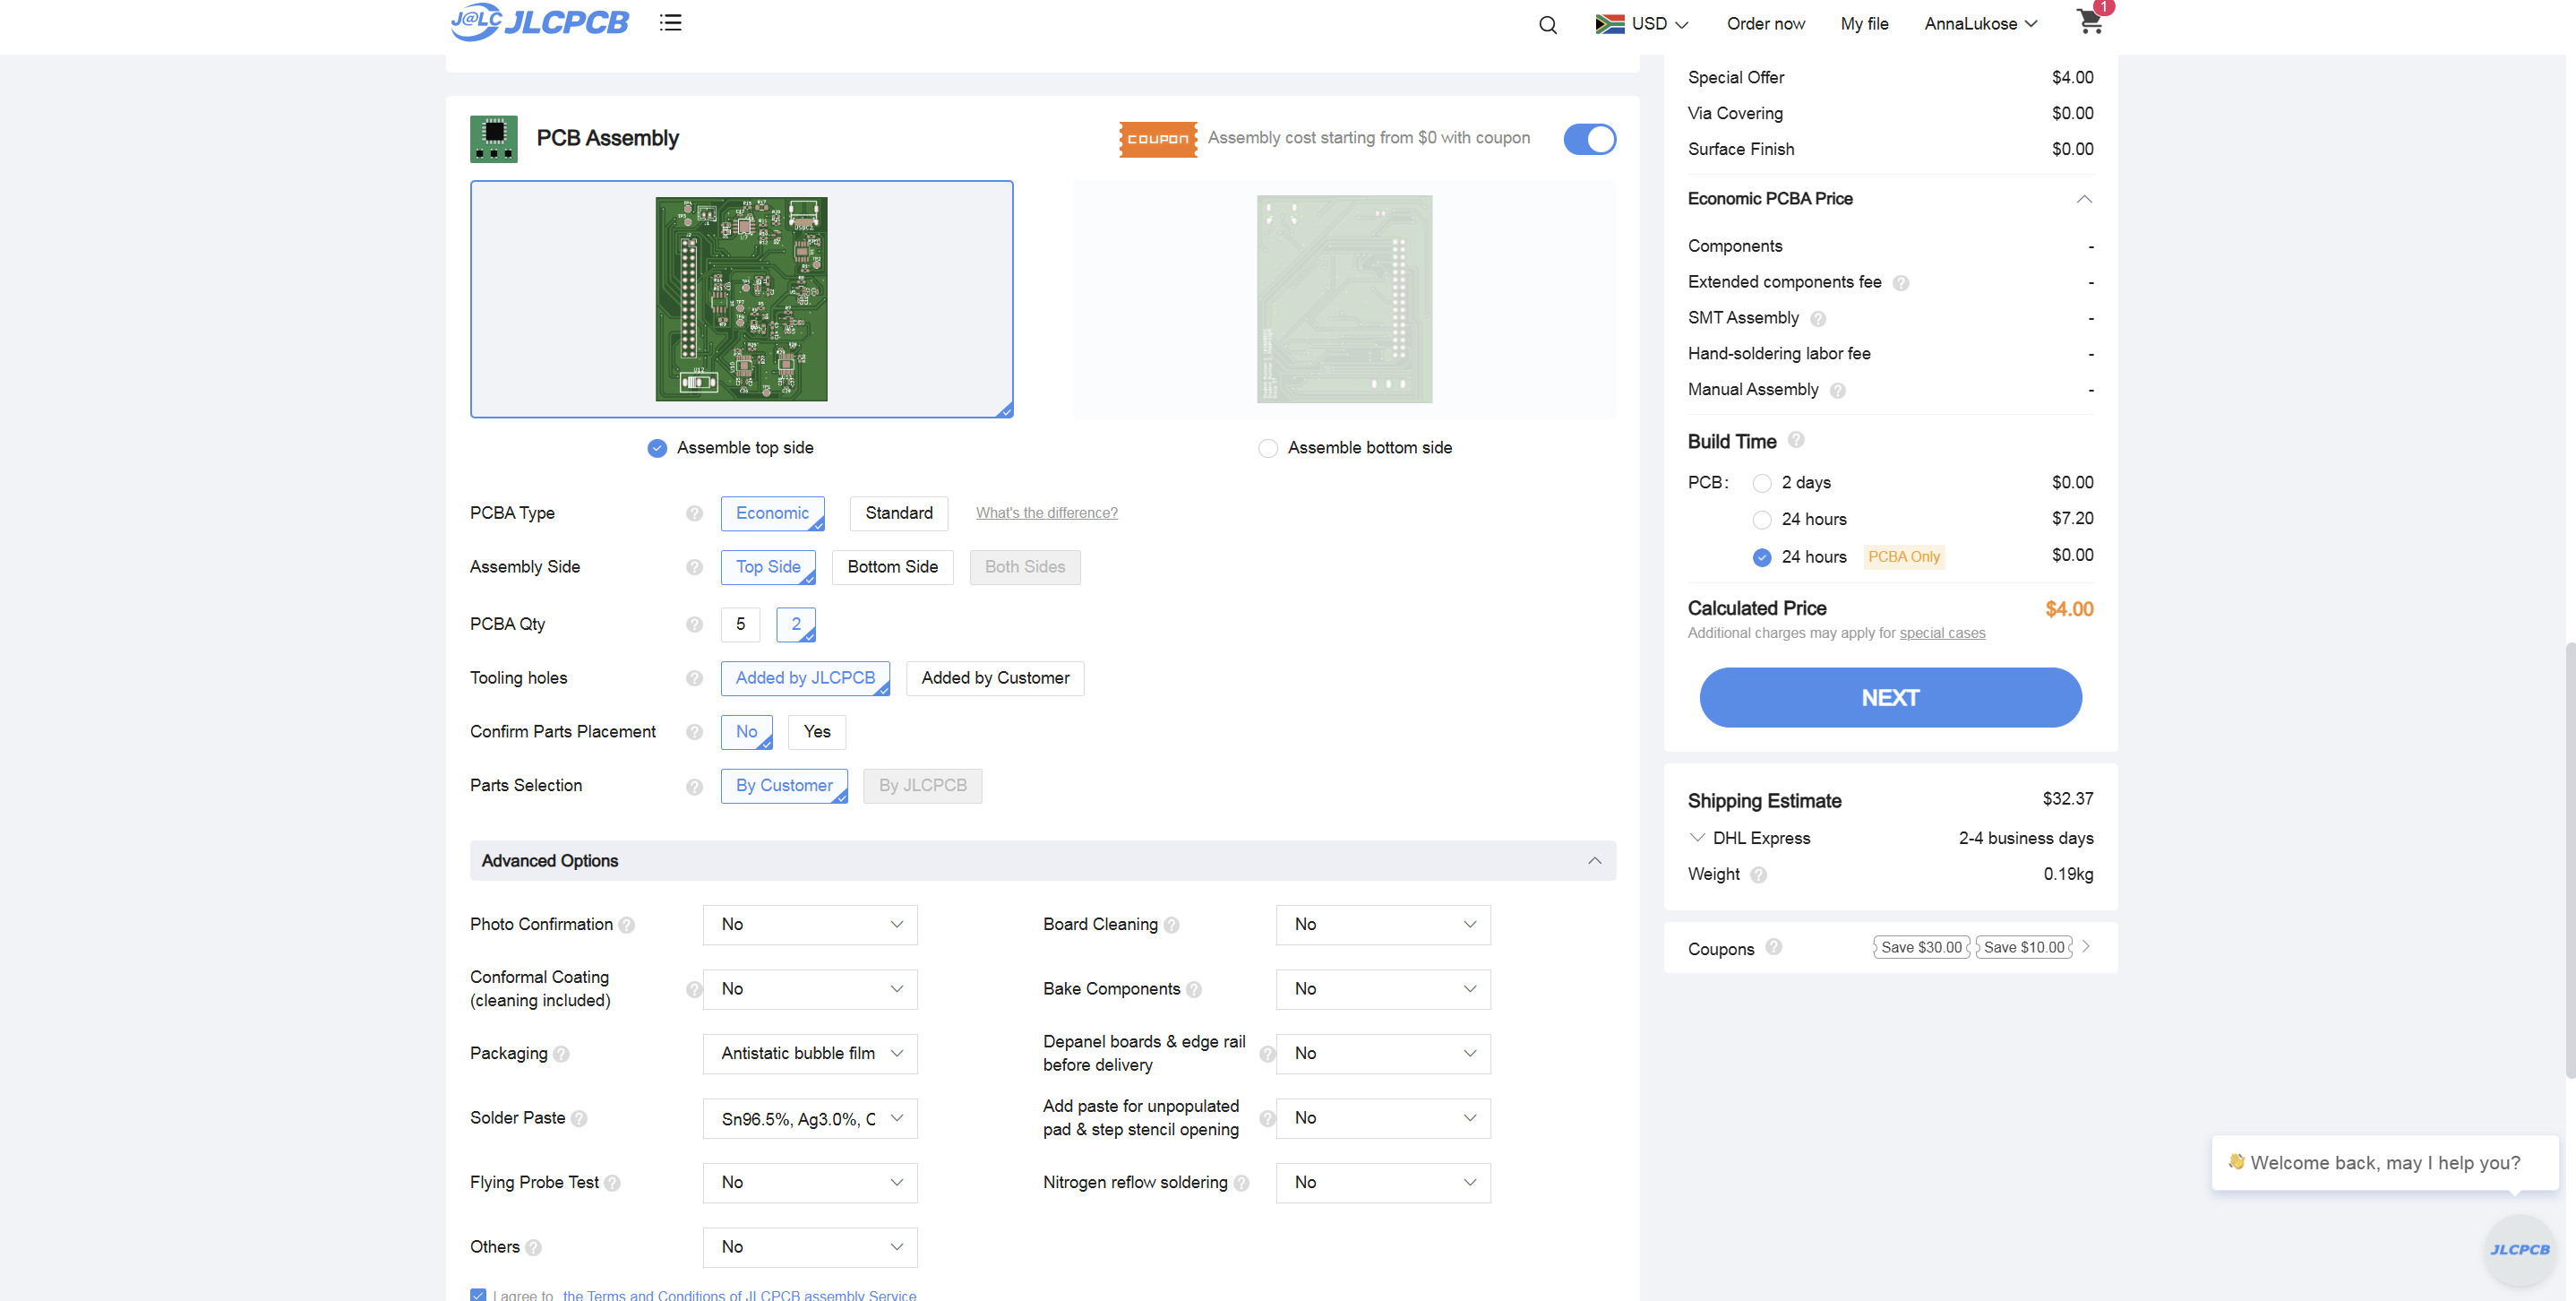 J@LC JLCPCB
USD
Order now
My file
AnnaLukose
1
PCB Assembly
COUPON Assembly cost starting from $0 with coupon
Assemble top side
Assemble bottom side
PCBA Type
Economic
Standard
What's the difference?
Assembly Side
Top Side
Bottom Side
Both Sides
PCBA Qty
5
2
Tooling holes
Added by JLCPCB
Added by Customer
Confirm Parts Placement
No
Yes
Parts Selection
By Customer
By JLCPCB
Advanced Options
Photo Confirmation
No
Board Cleaning
No
Conformal Coating
(cleaning included)
No
Bake Components
No
Packaging
Antistatic bubble film
Depanel boards & edge rail
before delivery
No
Solder Paste
Sn96.5%, Ag3.0%, C
Add paste for unpopulated
pad & step stencil opening
No
Flying Probe Test
No
Nitrogen reflow soldering
No
Others
No
I agree to the Terms and Conditions of JLCPCB assembly Service
Special Offer $4.00
Via Covering $0.00
Surface Finish $0.00
Economic PCBA Price
Components -
Extended components fee -
SMT Assembly -
Hand-soldering labor fee -
Manual Assembly -
Build Time
PCB: 2 days $0.00
24 hours $7.20
24 hours PCBA Only $0.00
Calculated Price $4.00
Additional charges may apply for special cases
NEXT
Shipping Estimate $32.37
DHL Express 2-4 business days
Weight 0.19kg
Coupons Save $30.00 Save $10.00
Welcome back, may I help you?
JLCPCB